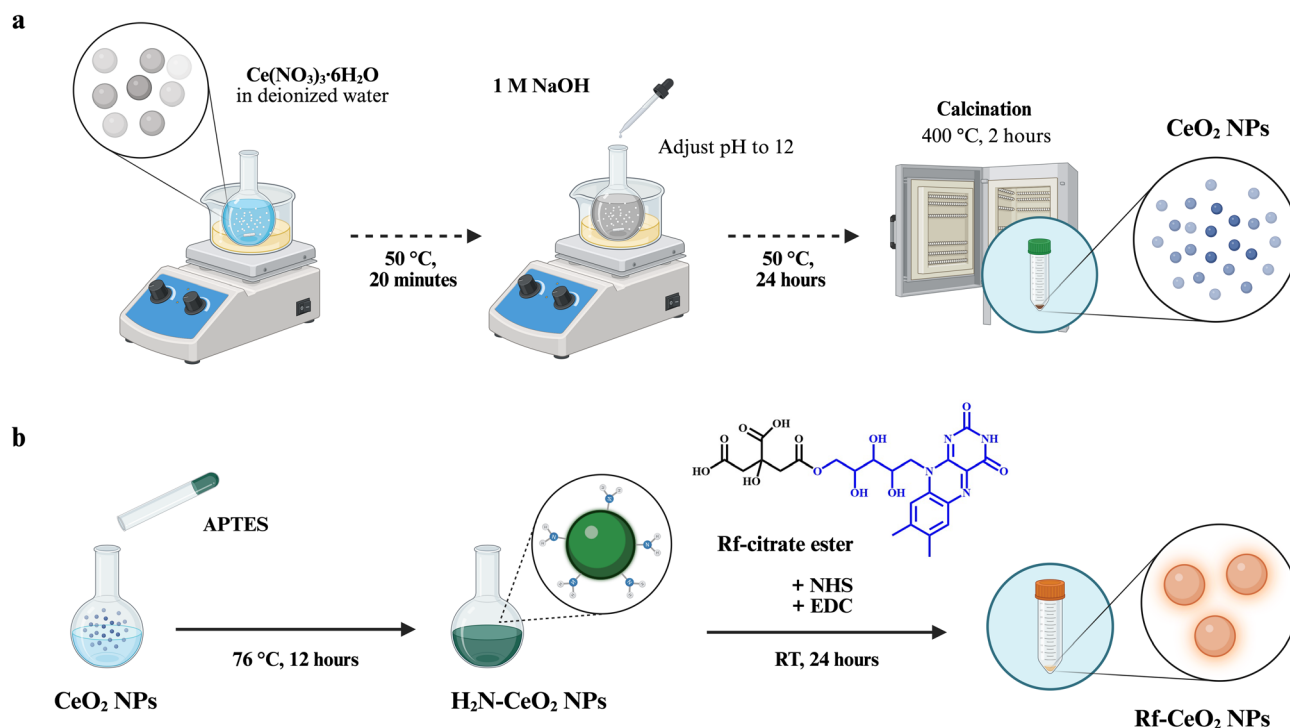 a
Ce(NO₃)₃·6H₂O
in deionized water
50 °C,
20 minutes
1 M NaOH
Adjust pH to 12
50 °C,
24 hours
Calcination
400 °C, 2 hours
CeO₂ NPs
b
APTES
CeO₂ NPs
76 °C, 12 hours
N
N
N
N
N
H₂N-CeO₂ NPs
O
OH
O
O
HO
HO
O
O
OH
OH
OH
N
N
N
O
NH
O
Rf-citrate ester
+ NHS
+ EDC
RT, 24 hours
Rf-CeO₂ NPs